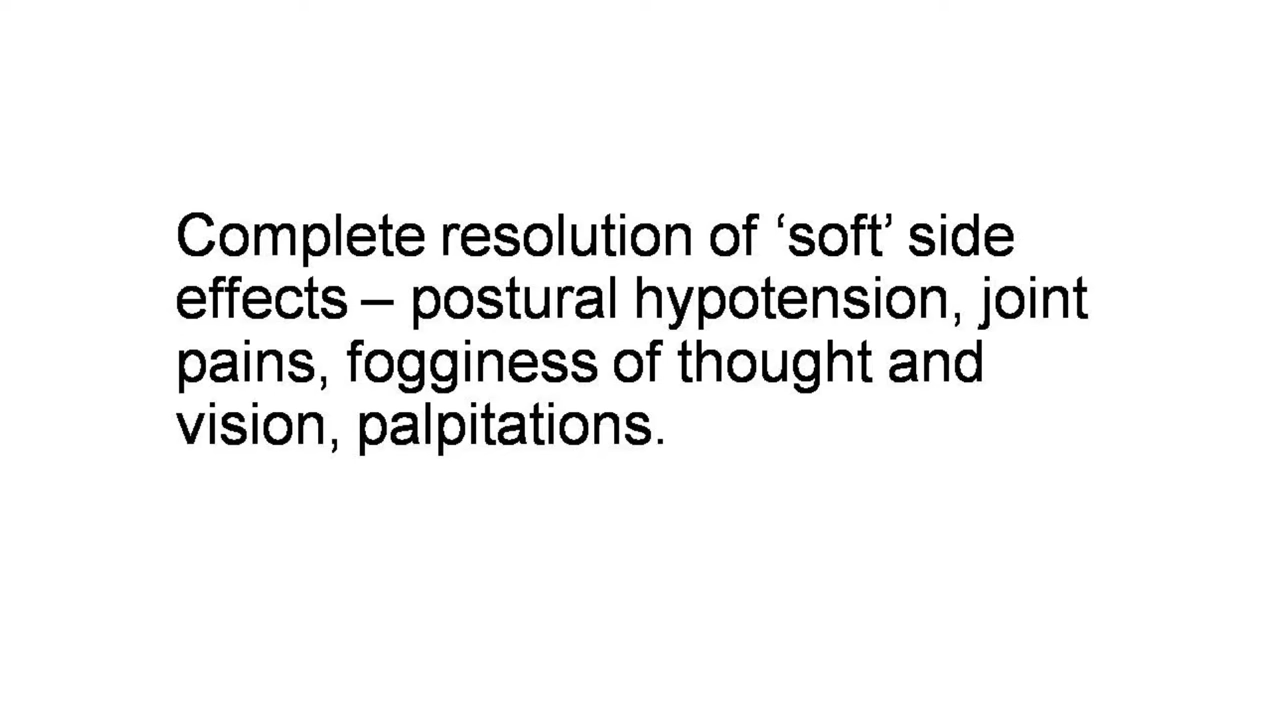 Complete resolution of ‘soft’ side
effects – postural hypotension, joint
pains, fogginess of thought and
vision, palpitations.